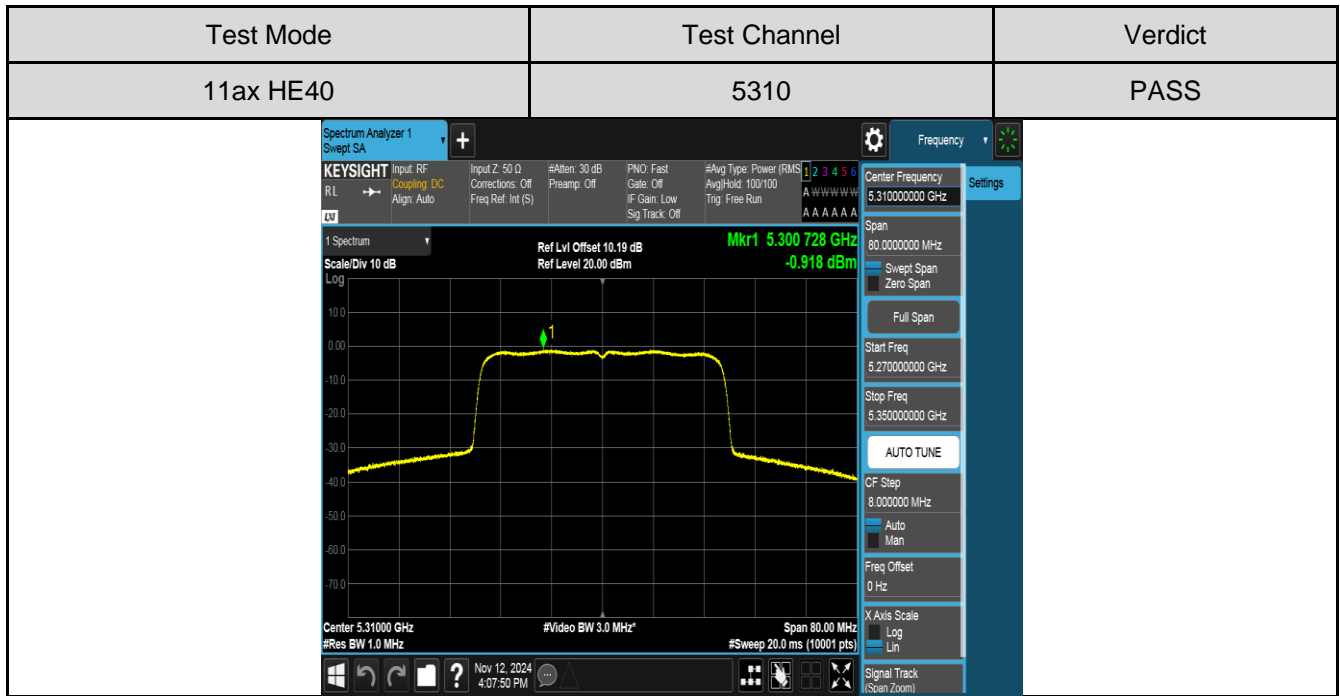 Test Mode Test Channel Verdict
11ax HE40 5310 PASS
Spectrum Analyzer 1
Swept SA
+
Frequency
KEYSIGHT Input: RF Input Z: 50 Ω #Atten: 30 dB PNO: Fast #Avg Type: Power (RMS 1 2 3 4 5 6
RL Coupling: DC Corrections: Off Preamp: Off Gate: Off Avg|Hold: 100/100 A W W W W W
Align: Auto Freq Ref: Int (S) IF Gain: Low Trig: Free Run
LXI Sig Track: Off A A A A A A
1 Spectrum
Scale/Div 10 dB
Ref Lvl Offset 10.19 dB
Ref Level 20.00 dBm
Mkr1 5.300 728 GHz
-0.918 dBm
Log
10.0
0.00
-10.0
-20.0
-30.0
-40.0
-50.0
-60.0
-70.0
1
Center 5.31000 GHz #Video BW 3.0 MHz* Span 80.00 MHz
#Res BW 1.0 MHz #Sweep 20.0 ms (10001 pts)
? Nov 12, 2024
4:07:50 PM
Center Frequency
5.310000000 GHz
Settings
Span
80.0000000 MHz
Swept Span
Zero Span
Full Span
Start Freq
5.270000000 GHz
Stop Freq
5.350000000 GHz
AUTO TUNE
CF Step
8.000000 MHz
Auto
Man
Freq Offset
0 Hz
X Axis Scale
Log
Lin
Signal Track
(Span Zoom)